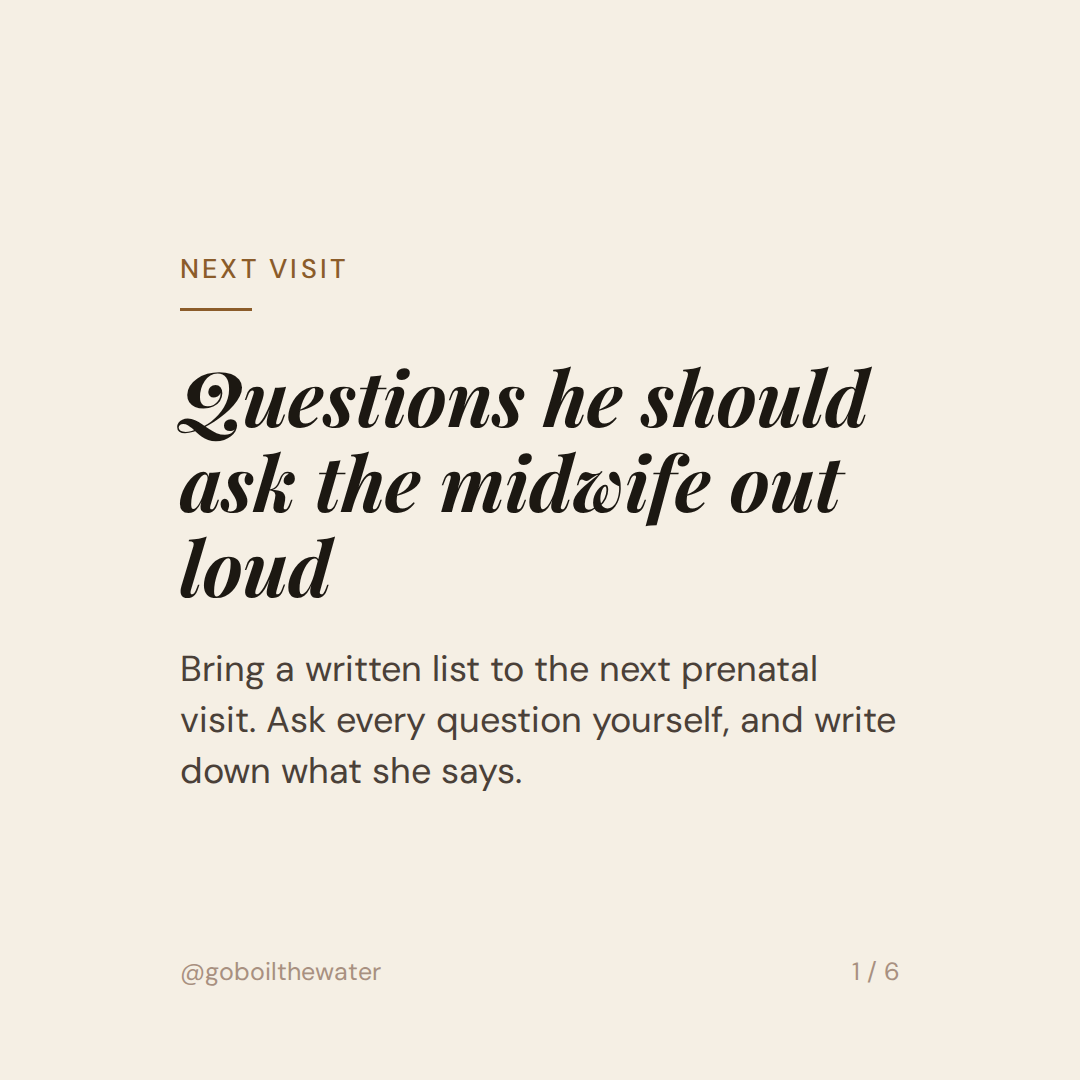 NEXT VISIT
Questions he should
ask the midwife out
loud
Bring a written list to the next prenatal
visit. Ask every question yourself, and write
down what she says.
@goboilthewater
1 / 6